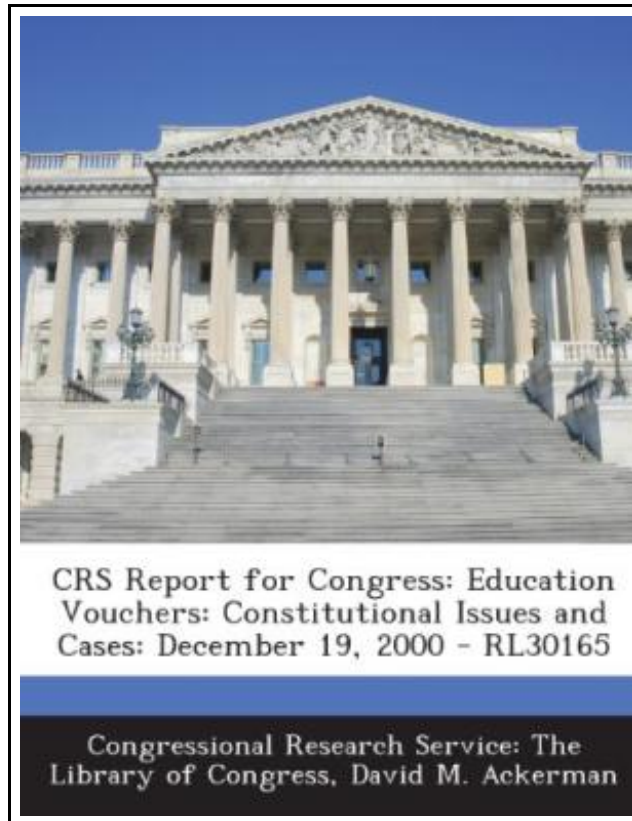 CRS Report for Congress: Education
Vouchers: Constitutional Issues and
Cases: December 19, 2000 - RL30165
Congressional Research Service: The
Library of Congress, David M. Ackerman